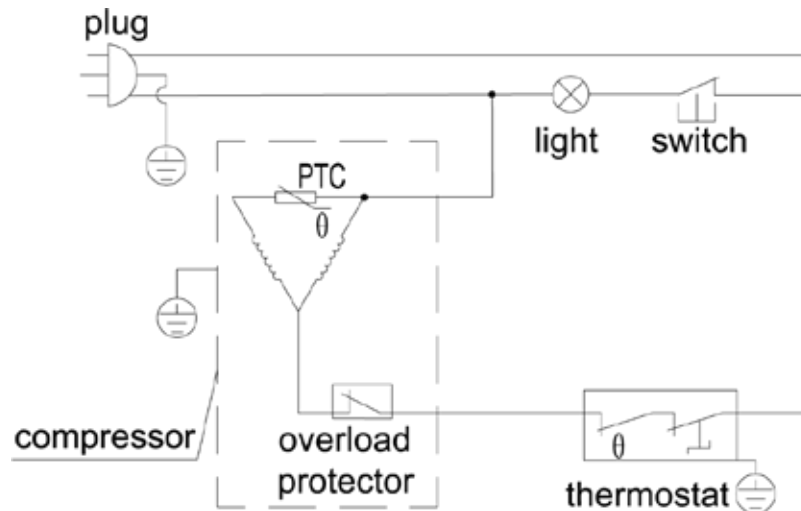 plug
light
switch
PTC
θ
compressor
overload
protector
θ
thermostat